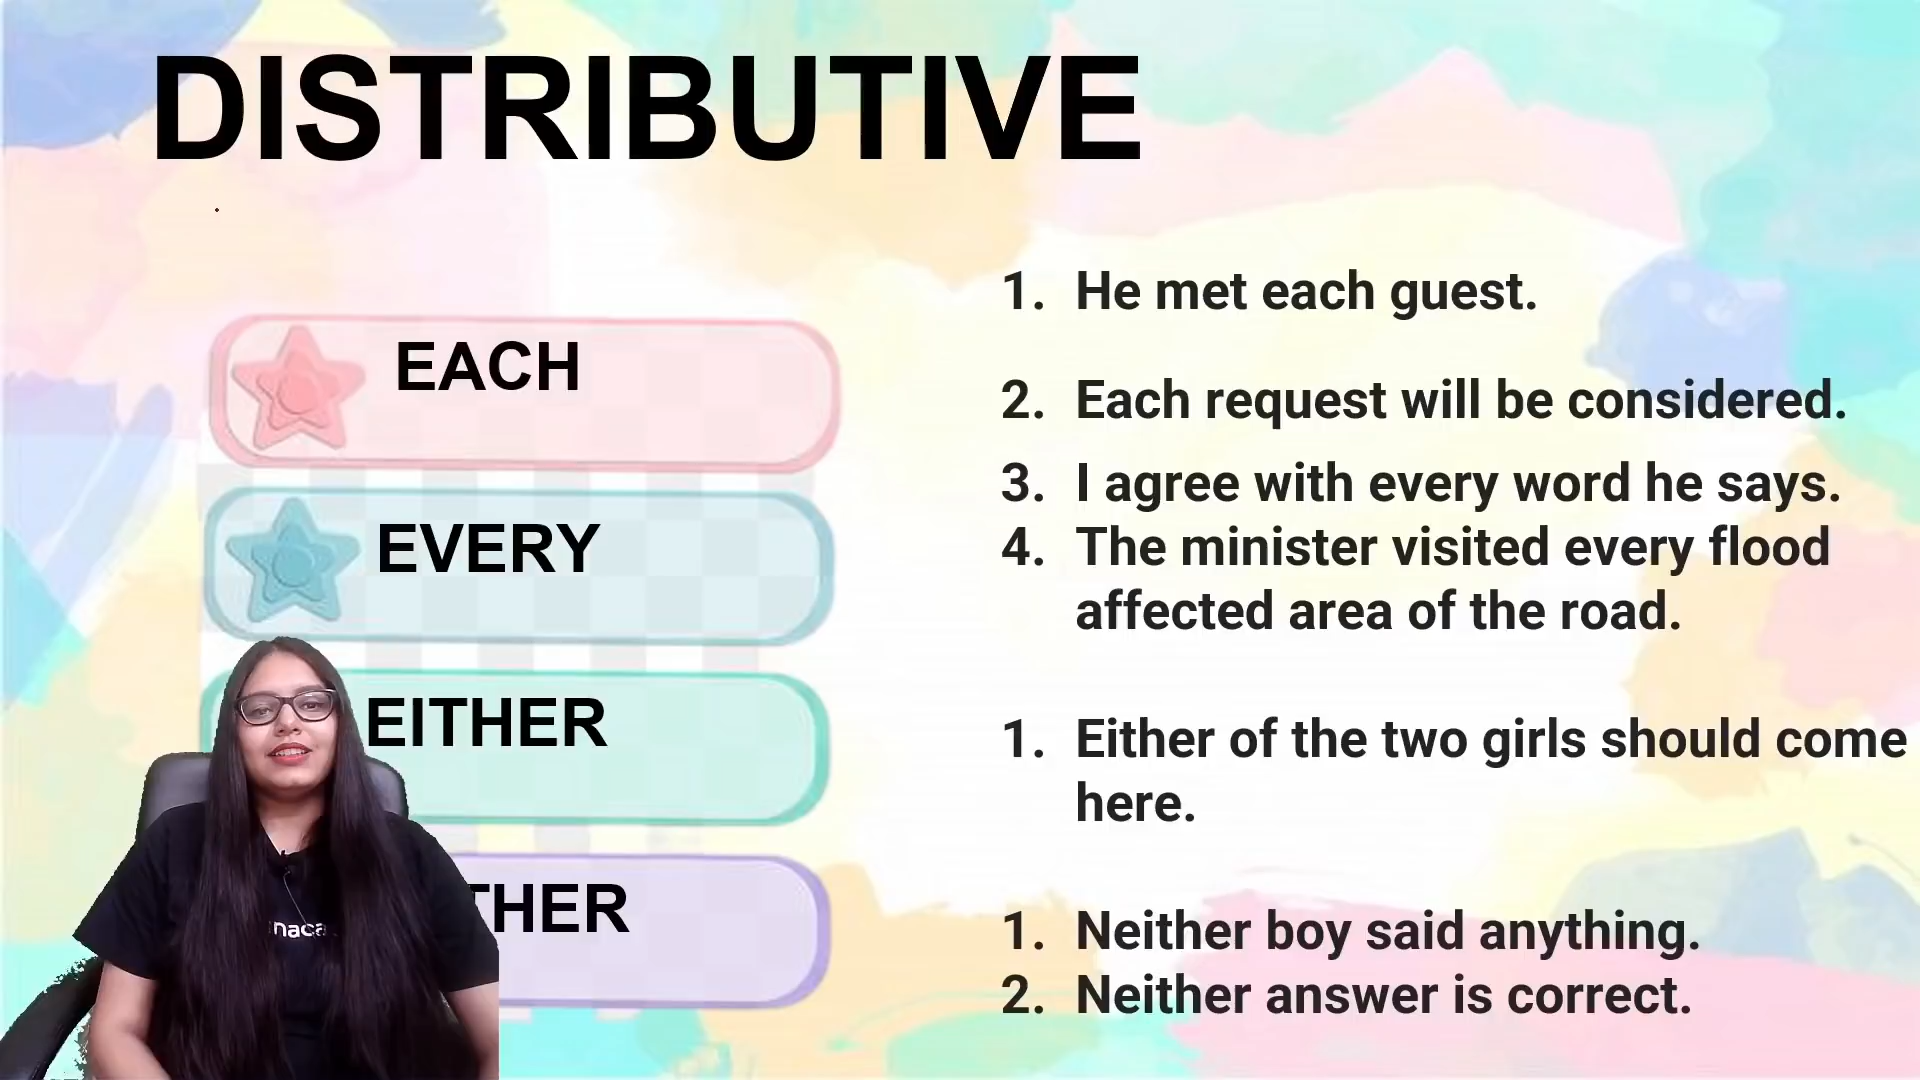 DISTRIBUTIVE
EACH
EVERY
EITHER
THER
1. He met each guest.
2. Each request will be considered.
3. I agree with every word he says.
4. The minister visited every flood
affected area of the road.
1. Either of the two girls should come
here.
1. Neither boy said anything.
2. Neither answer is correct.